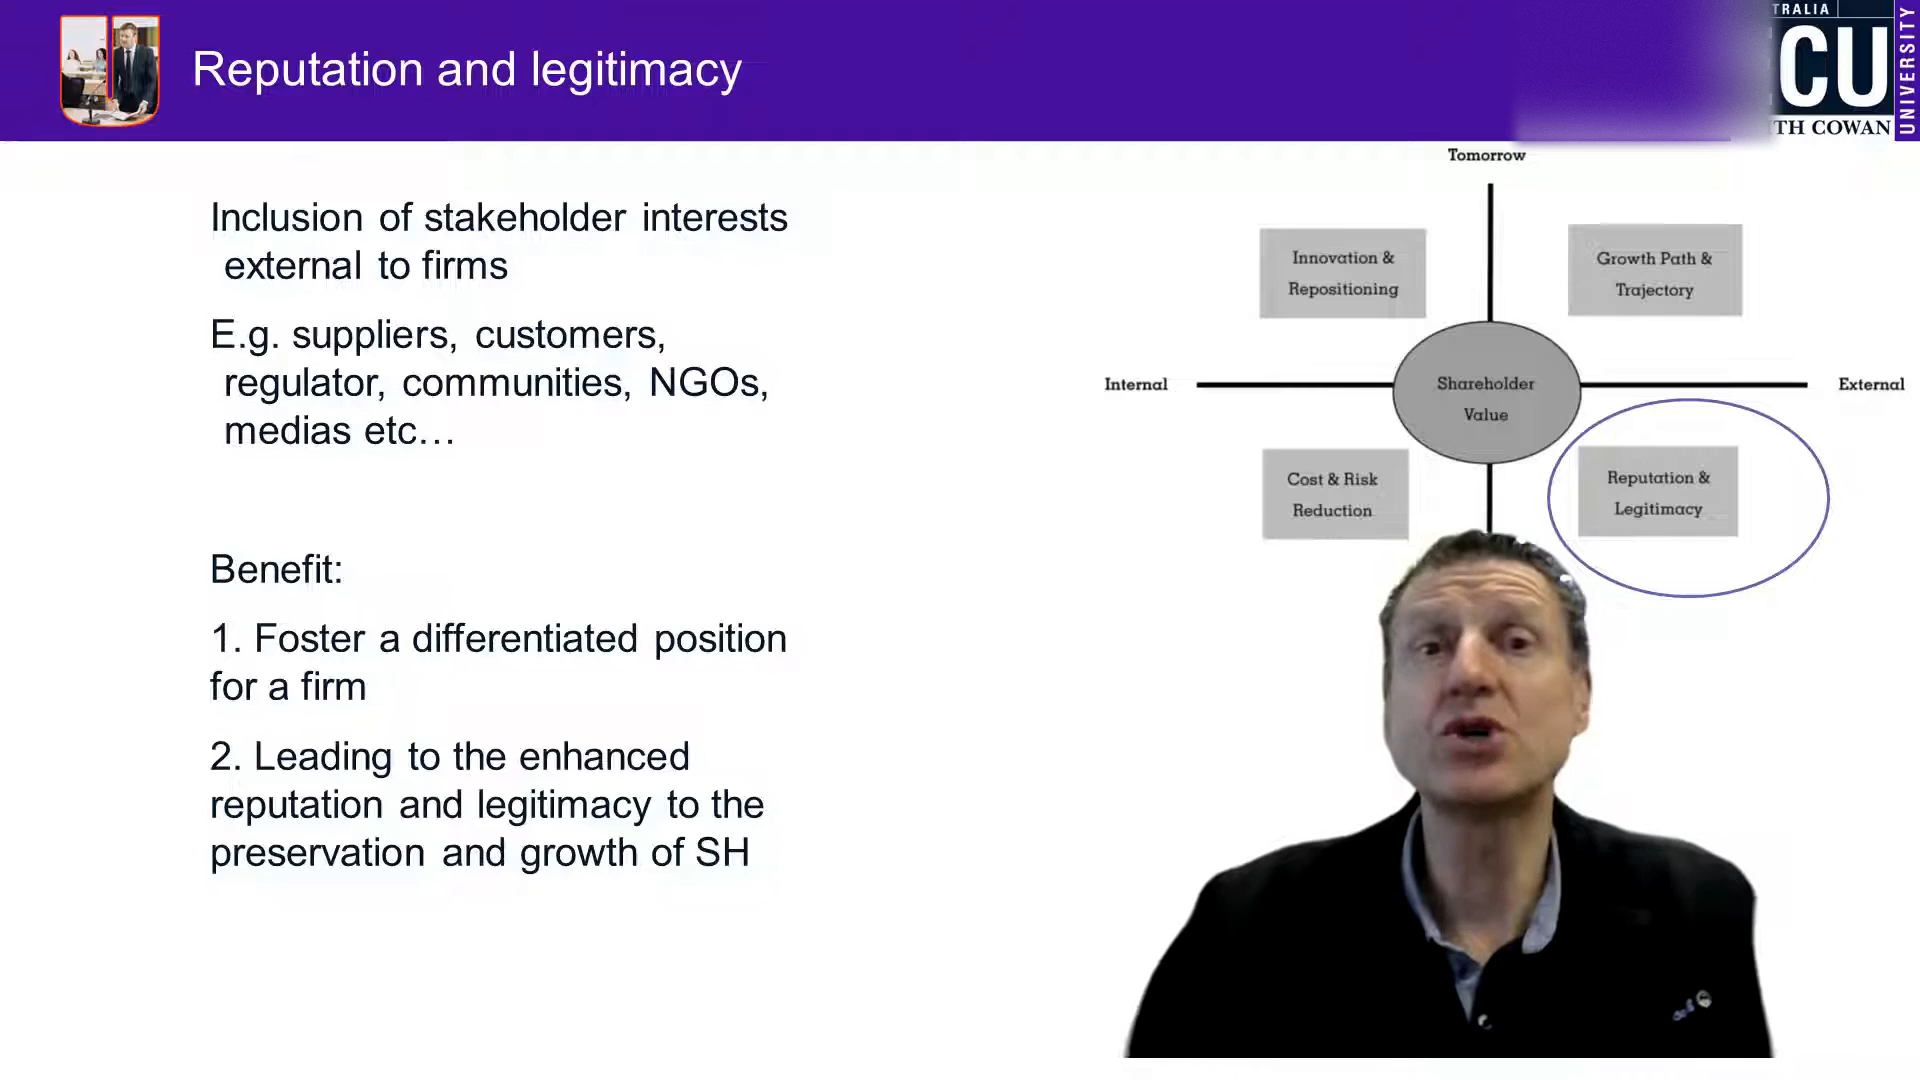 Reputation and legitimacy
TRALIA
CU
UNIVERSITY
TH COWAN
Inclusion of stakeholder interests
external to firms
E.g. suppliers, customers,
regulator, communities, NGOs,
medias etc…
Benefit:
1. Foster a differentiated position
for a firm
2. Leading to the enhanced
reputation and legitimacy to the
preservation and growth of SH
Tomorrow
Innovation &
Repositioning
Growth Path &
Trajectory
Internal
Shareholder
Value
External
Cost & Risk
Reduction
Reputation &
Legitimacy